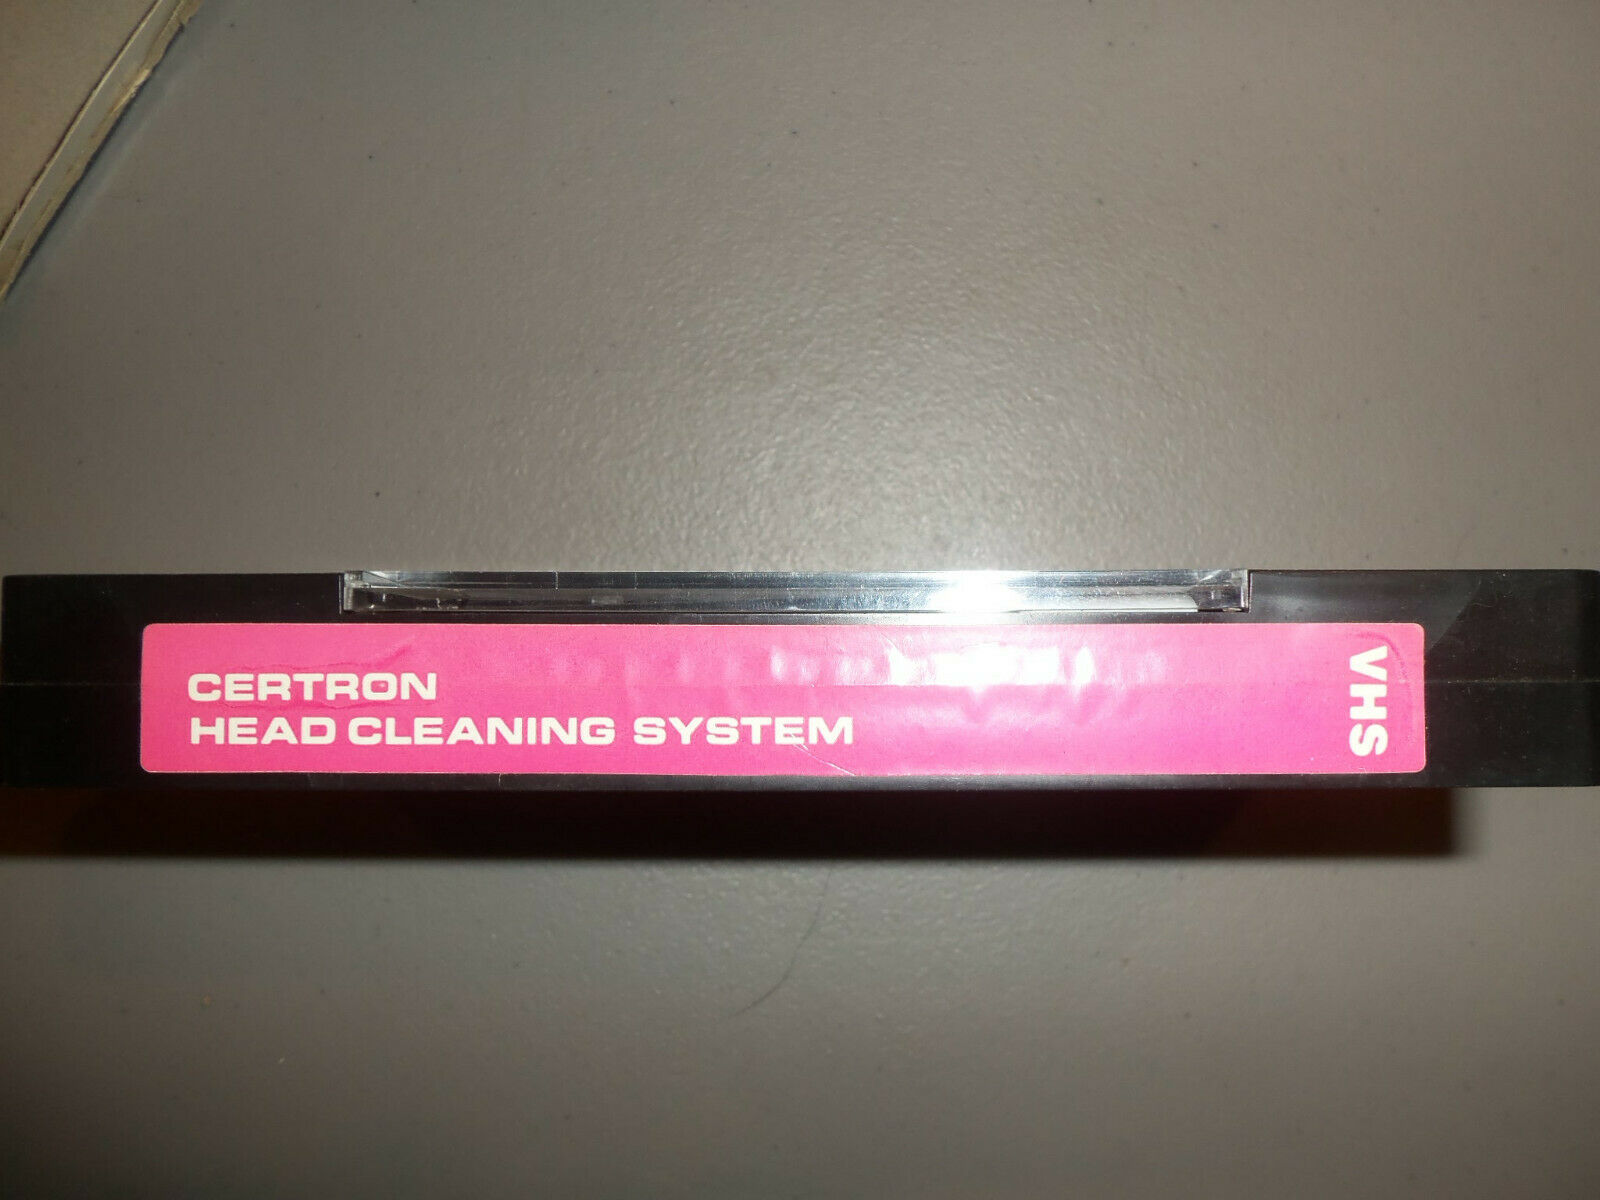 CERTRON
HEAD CLEANING SYSTEM
VHS